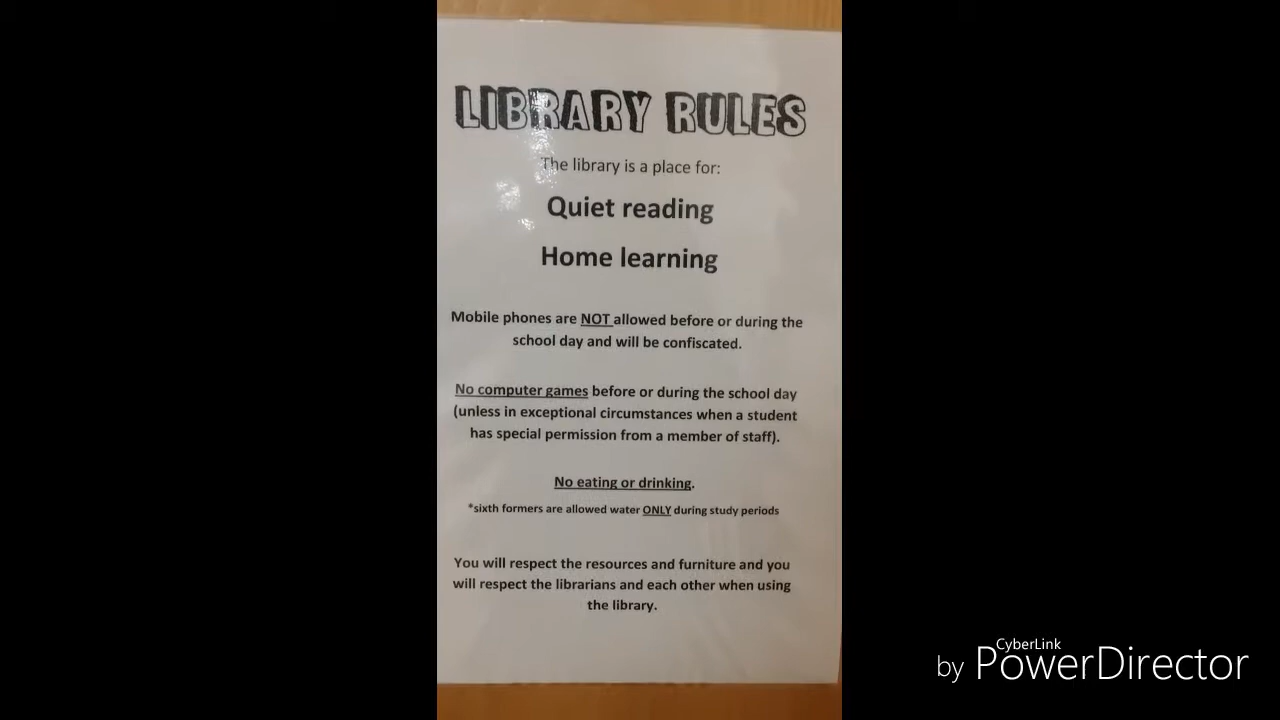 LIBRARY RULES
The library is a place for:
Quiet reading
Home learning
Mobile phones are NOT allowed before or during the
school day and will be confiscated.
No computer games before or during the school day
(unless in exceptional circumstances when a student
has special permission from a member of staff).
No eating or drinking.
*sixth formers are allowed water ONLY during study periods
You will respect the resources and furniture and you
will respect the librarians and each other when using
the library.
CyberLink
by PowerDirector